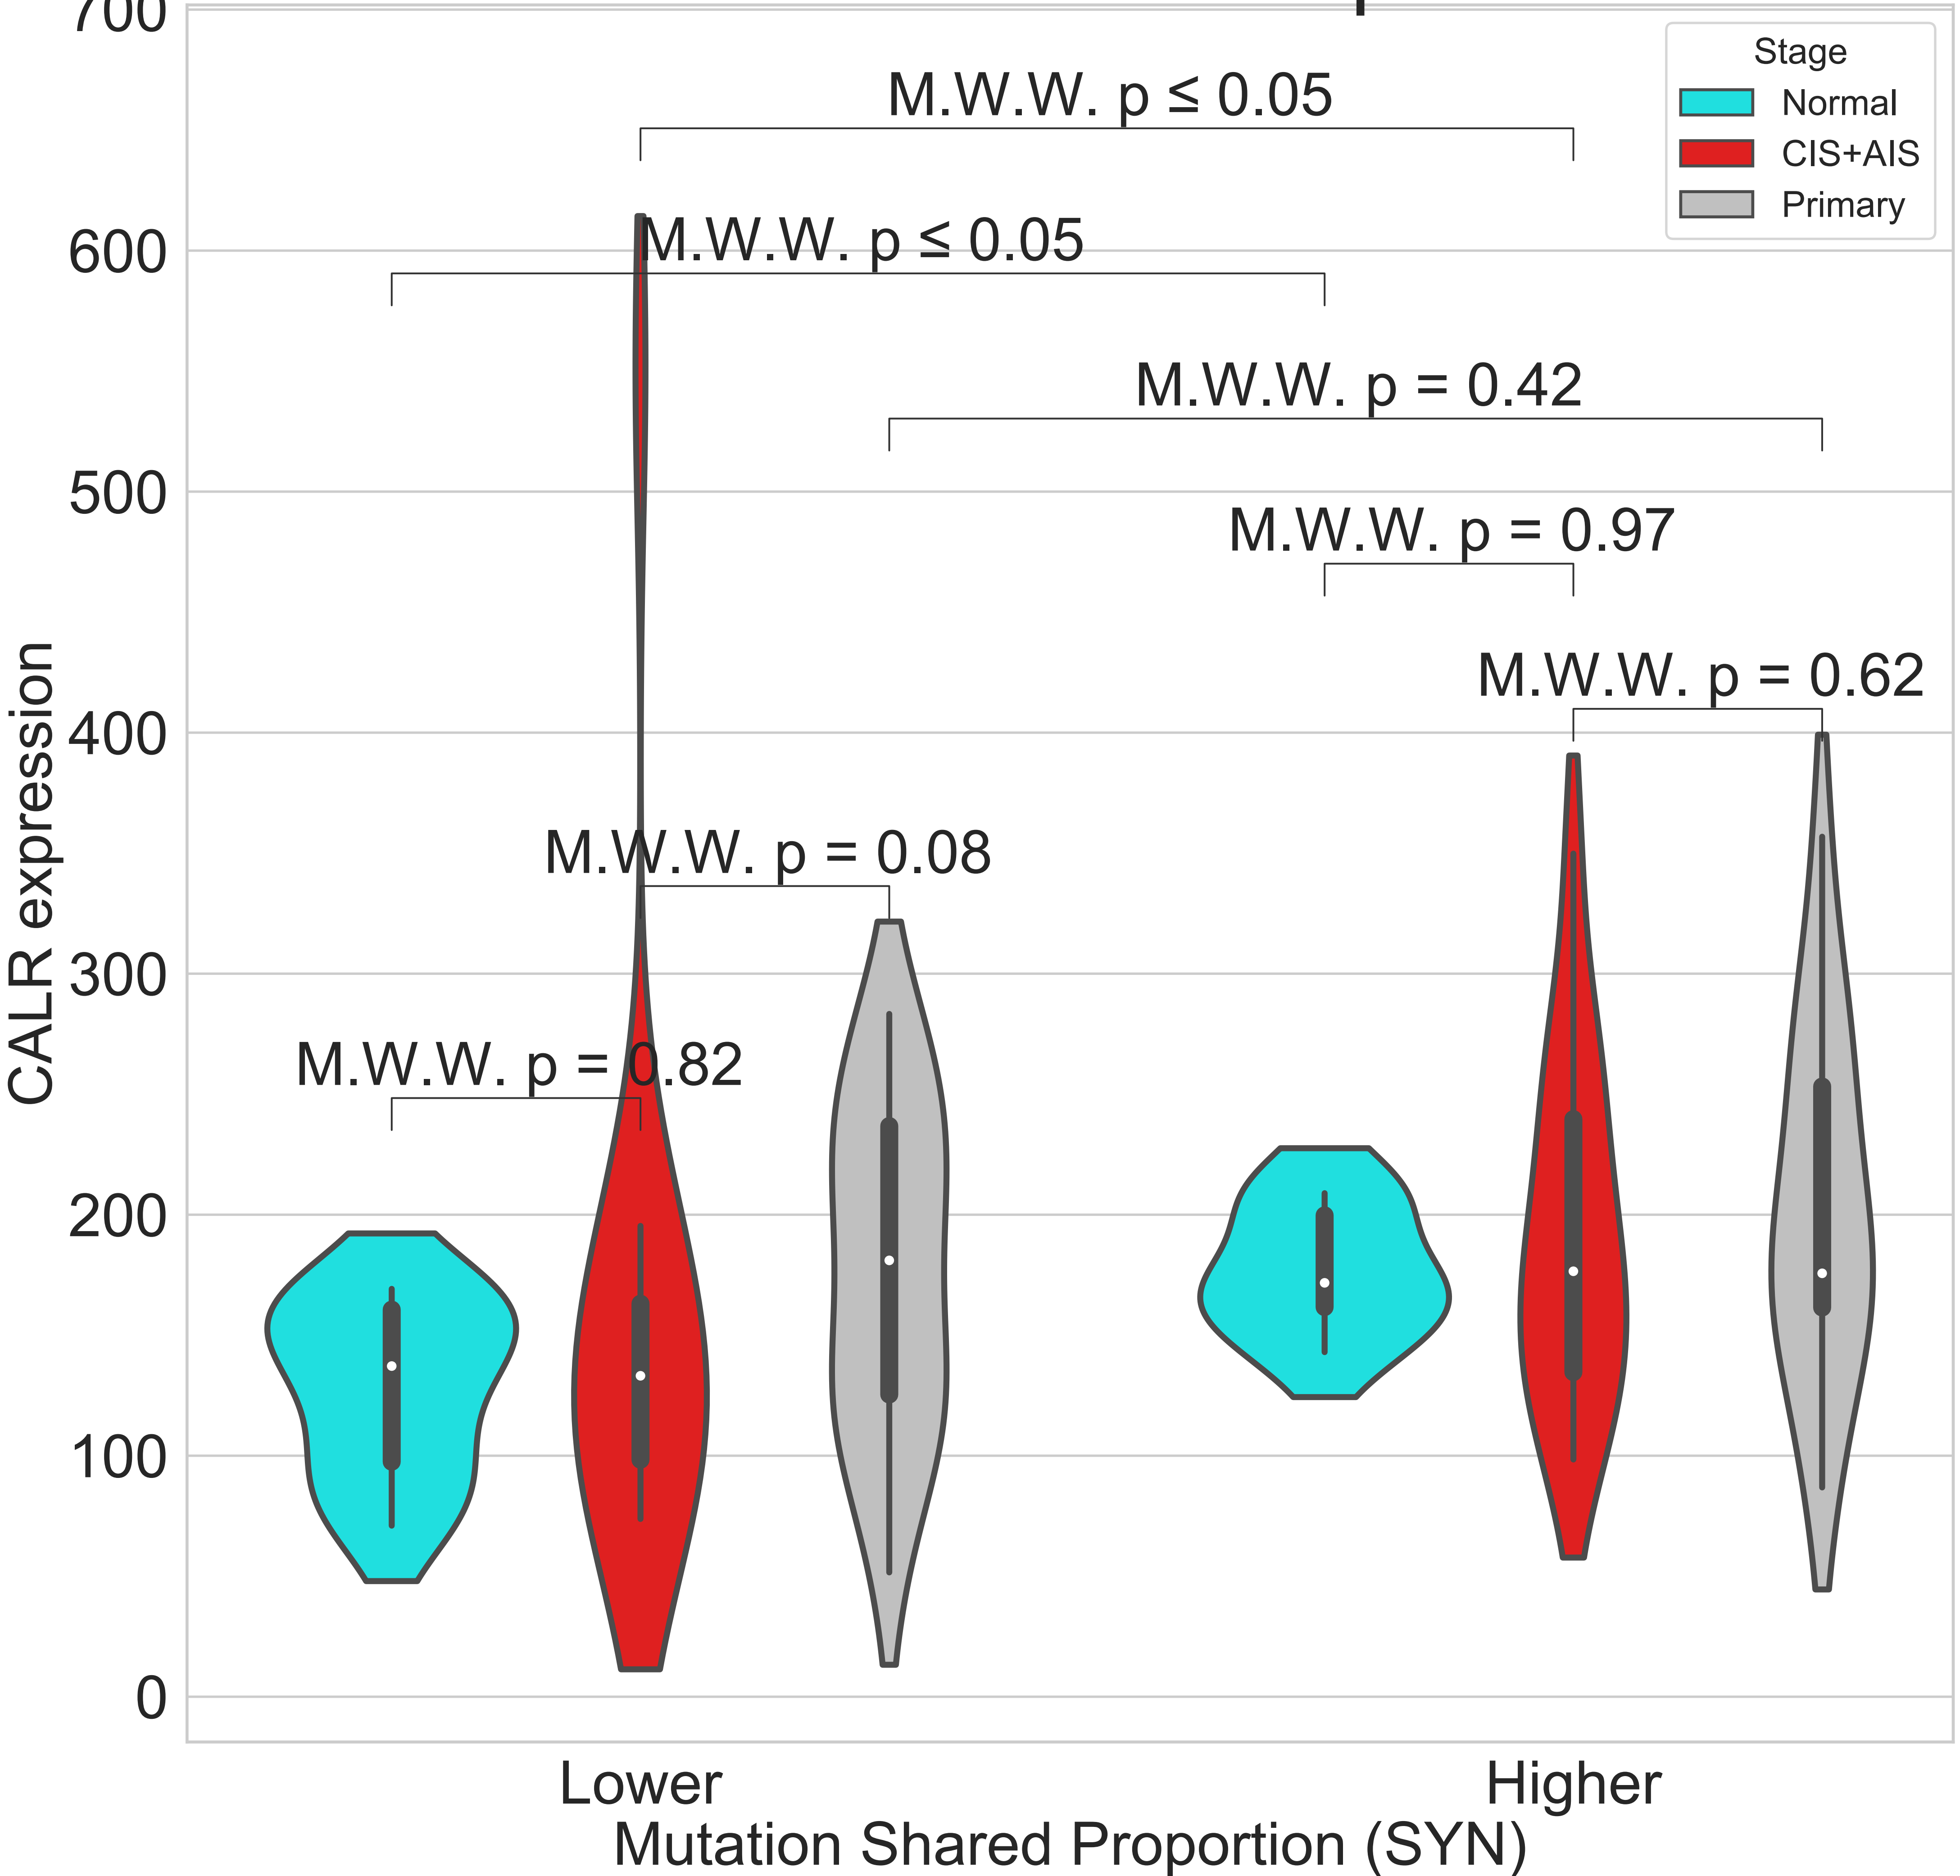 700
Stage
Normal
CIS+AIS
Primary
M.W.W. p ≤ 0.05
M.W.W. p ≤ 0.05
600
M.W.W. p = 0.42
500
M.W.W. p = 0.97
M.W.W. p = 0.62
400
M.W.W. p = 0.08
300
M.W.W. p = 0.82
200
100
0
CALR expression
Lower
Higher
Mutation Shared Proportion (SYN)